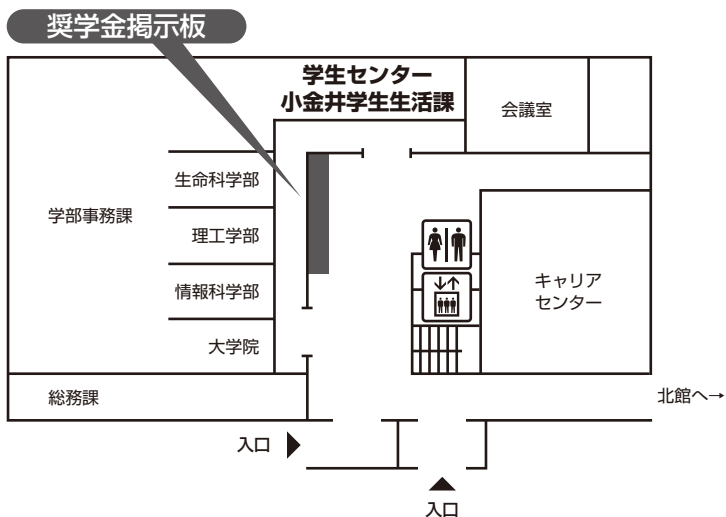 奨学金掲示板
学生センター
小金井学生生活課
会議室
生命科学部
学部事務課
理工学部
情報科学部
大学院
キャリア
センター
総務課
北館へ→
入口
入口